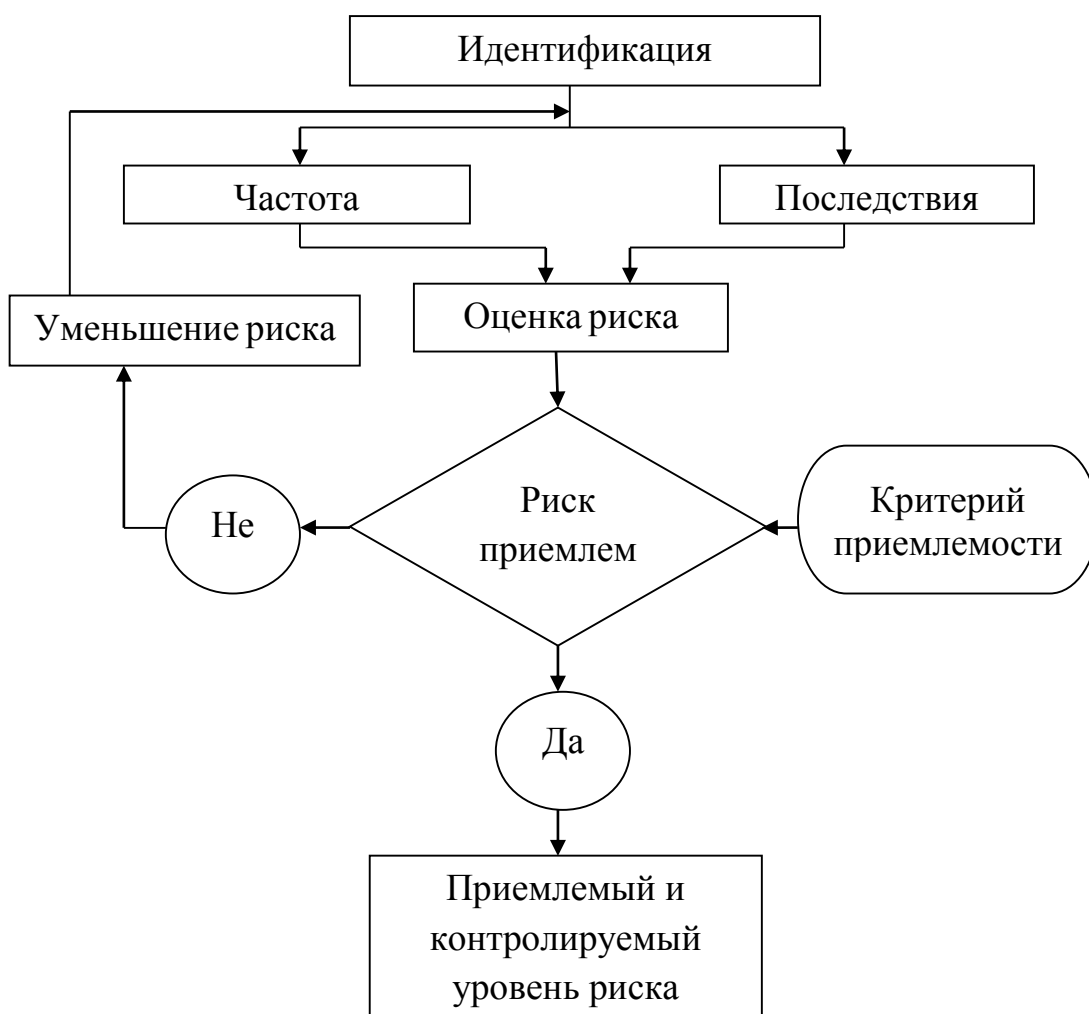 Идентификация
Частота
Последствия
Уменьшение риска
Оценка риска
Не
Риск
приемлем
Критерий
приемлемости
Да
Приемлемый и
контролируемый
уровень риска